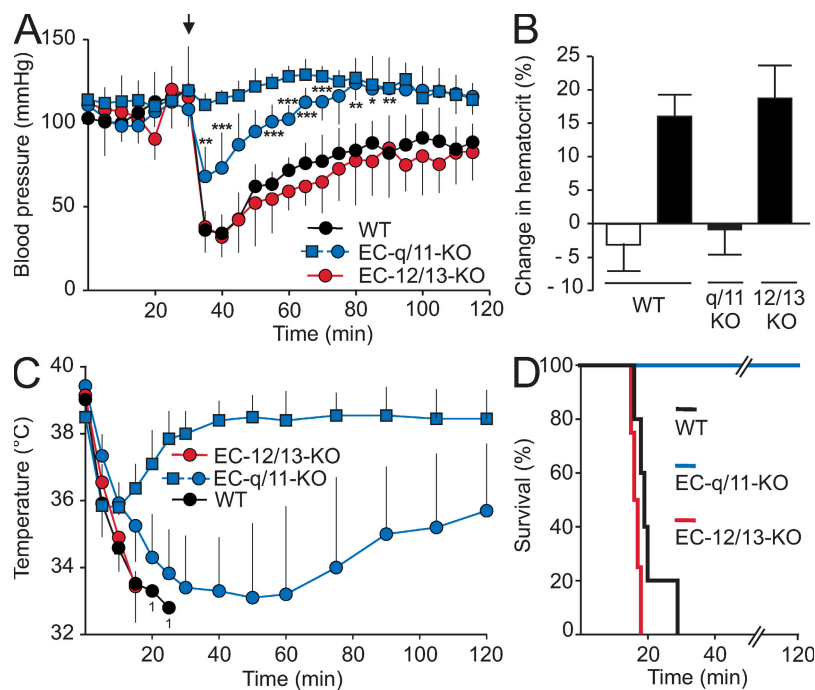 A
Blood pressure (mmHg)
150
100
50
0
**
***
***
***
***
***
**
*
**
WT
EC-q/11-KO
EC-12/13-KO
20 40 60 80 100 120
Time (min)
B
Change in hematocrit (%)
25
20
15
10
5
0
- 5
- 10
WT
q/11
KO
12/13
KO
C
Temperature (°C)
40
38
36
34
32
EC-12/13-KO
EC-q/11-KO
WT
1
1
20 40 60 80 100 120
Time (min)
D
Survival (%)
100
80
60
40
20
0
WT
EC-q/11-KO
EC-12/13-KO
20 40 120
Time (min)